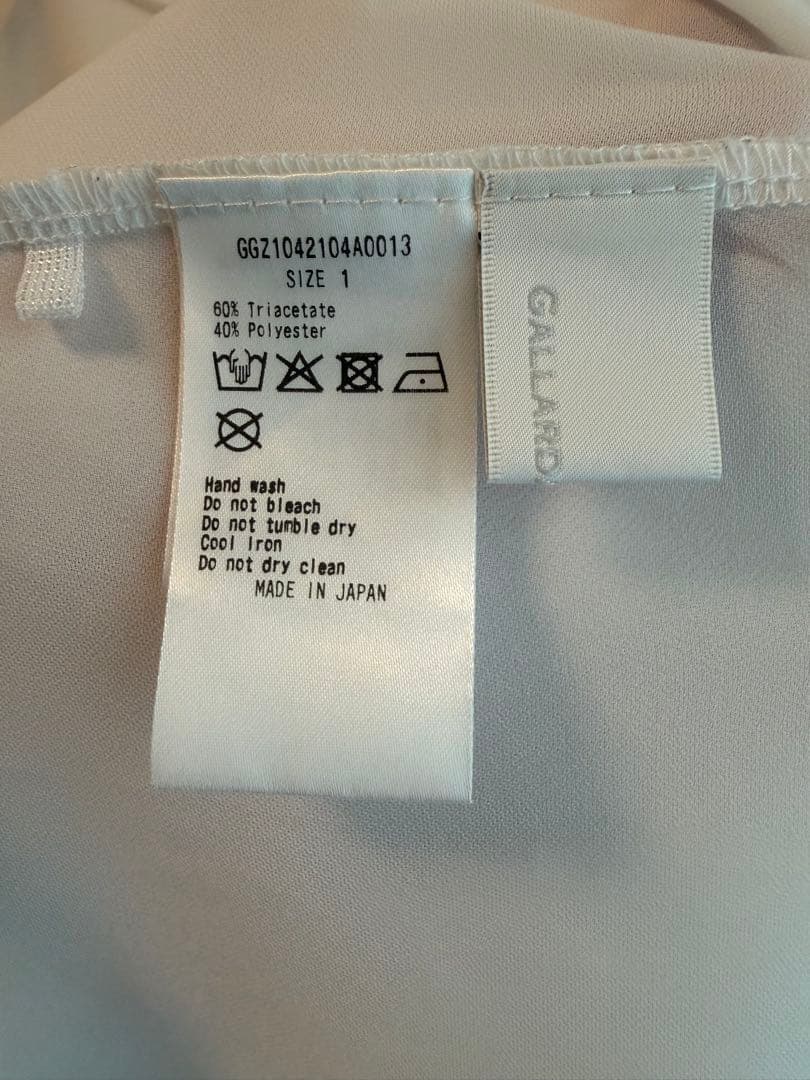 GGZ1042104A0013
SIZE 1
60% Triacetate
40% Polyester
Hand wash
Do not bleach
Do not tumble dry
Cool Iron
Do not dry clean
MADE IN JAPAN
GALLARD